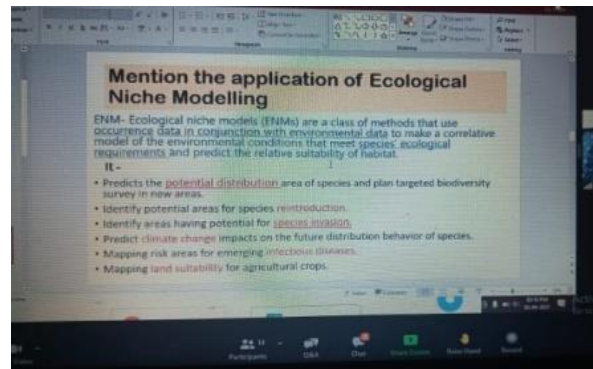 Mention the application of Ecological
Niche Modelling
ENM- Ecological niche models (ENMs) are a class of methods that use
occurrence data in conjunction with environmental data to make a correlative
model of the environmental conditions that meet species' ecological
requirements and predict the relative suitability of habitat.
It -
• Predicts the potential distribution area of species and plan targeted biodiversity
survey in new areas.
• Identify potential areas for species reintroduction.
• Identify areas having potential for species invasion.
• Predict climate change impacts on the future distribution behavior of species.
• Mapping risk areas for emerging infectious diseases.
• Mapping land suitability for agricultural crops.
Participants
Q&A
Chat
Share Screen
Raise Hand
Record